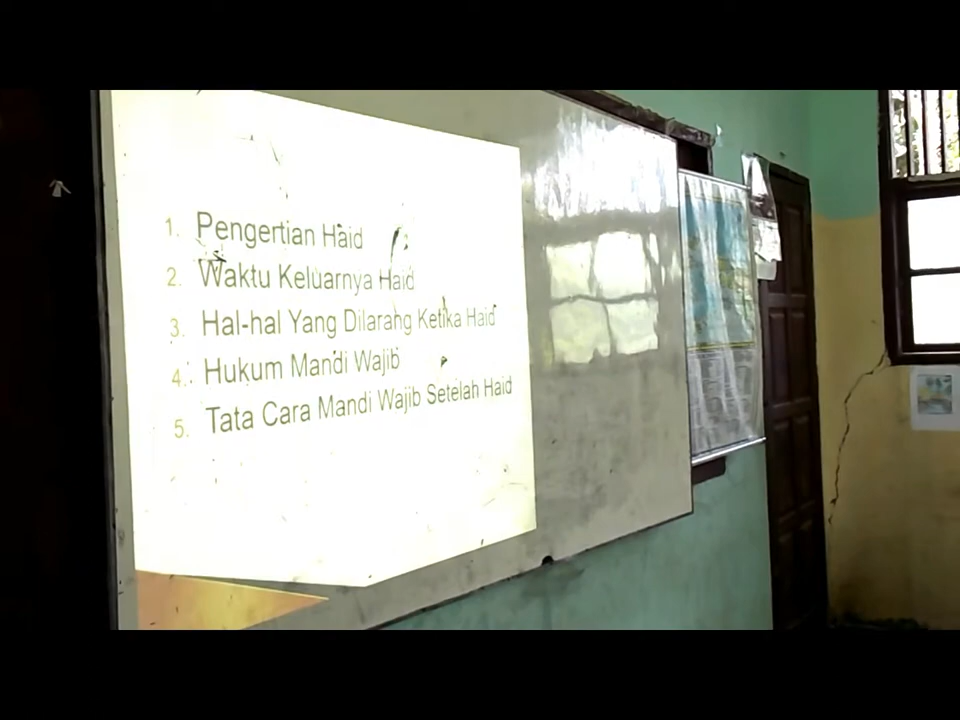 1. Pengertian Haid
2. Waktu Keluarnya Haid
3. Hal-hal Yang Dilarang Ketika Haid
4. Hukum Mandi Wajib
5. Tata Cara Mandi Wajib Setelah Haid